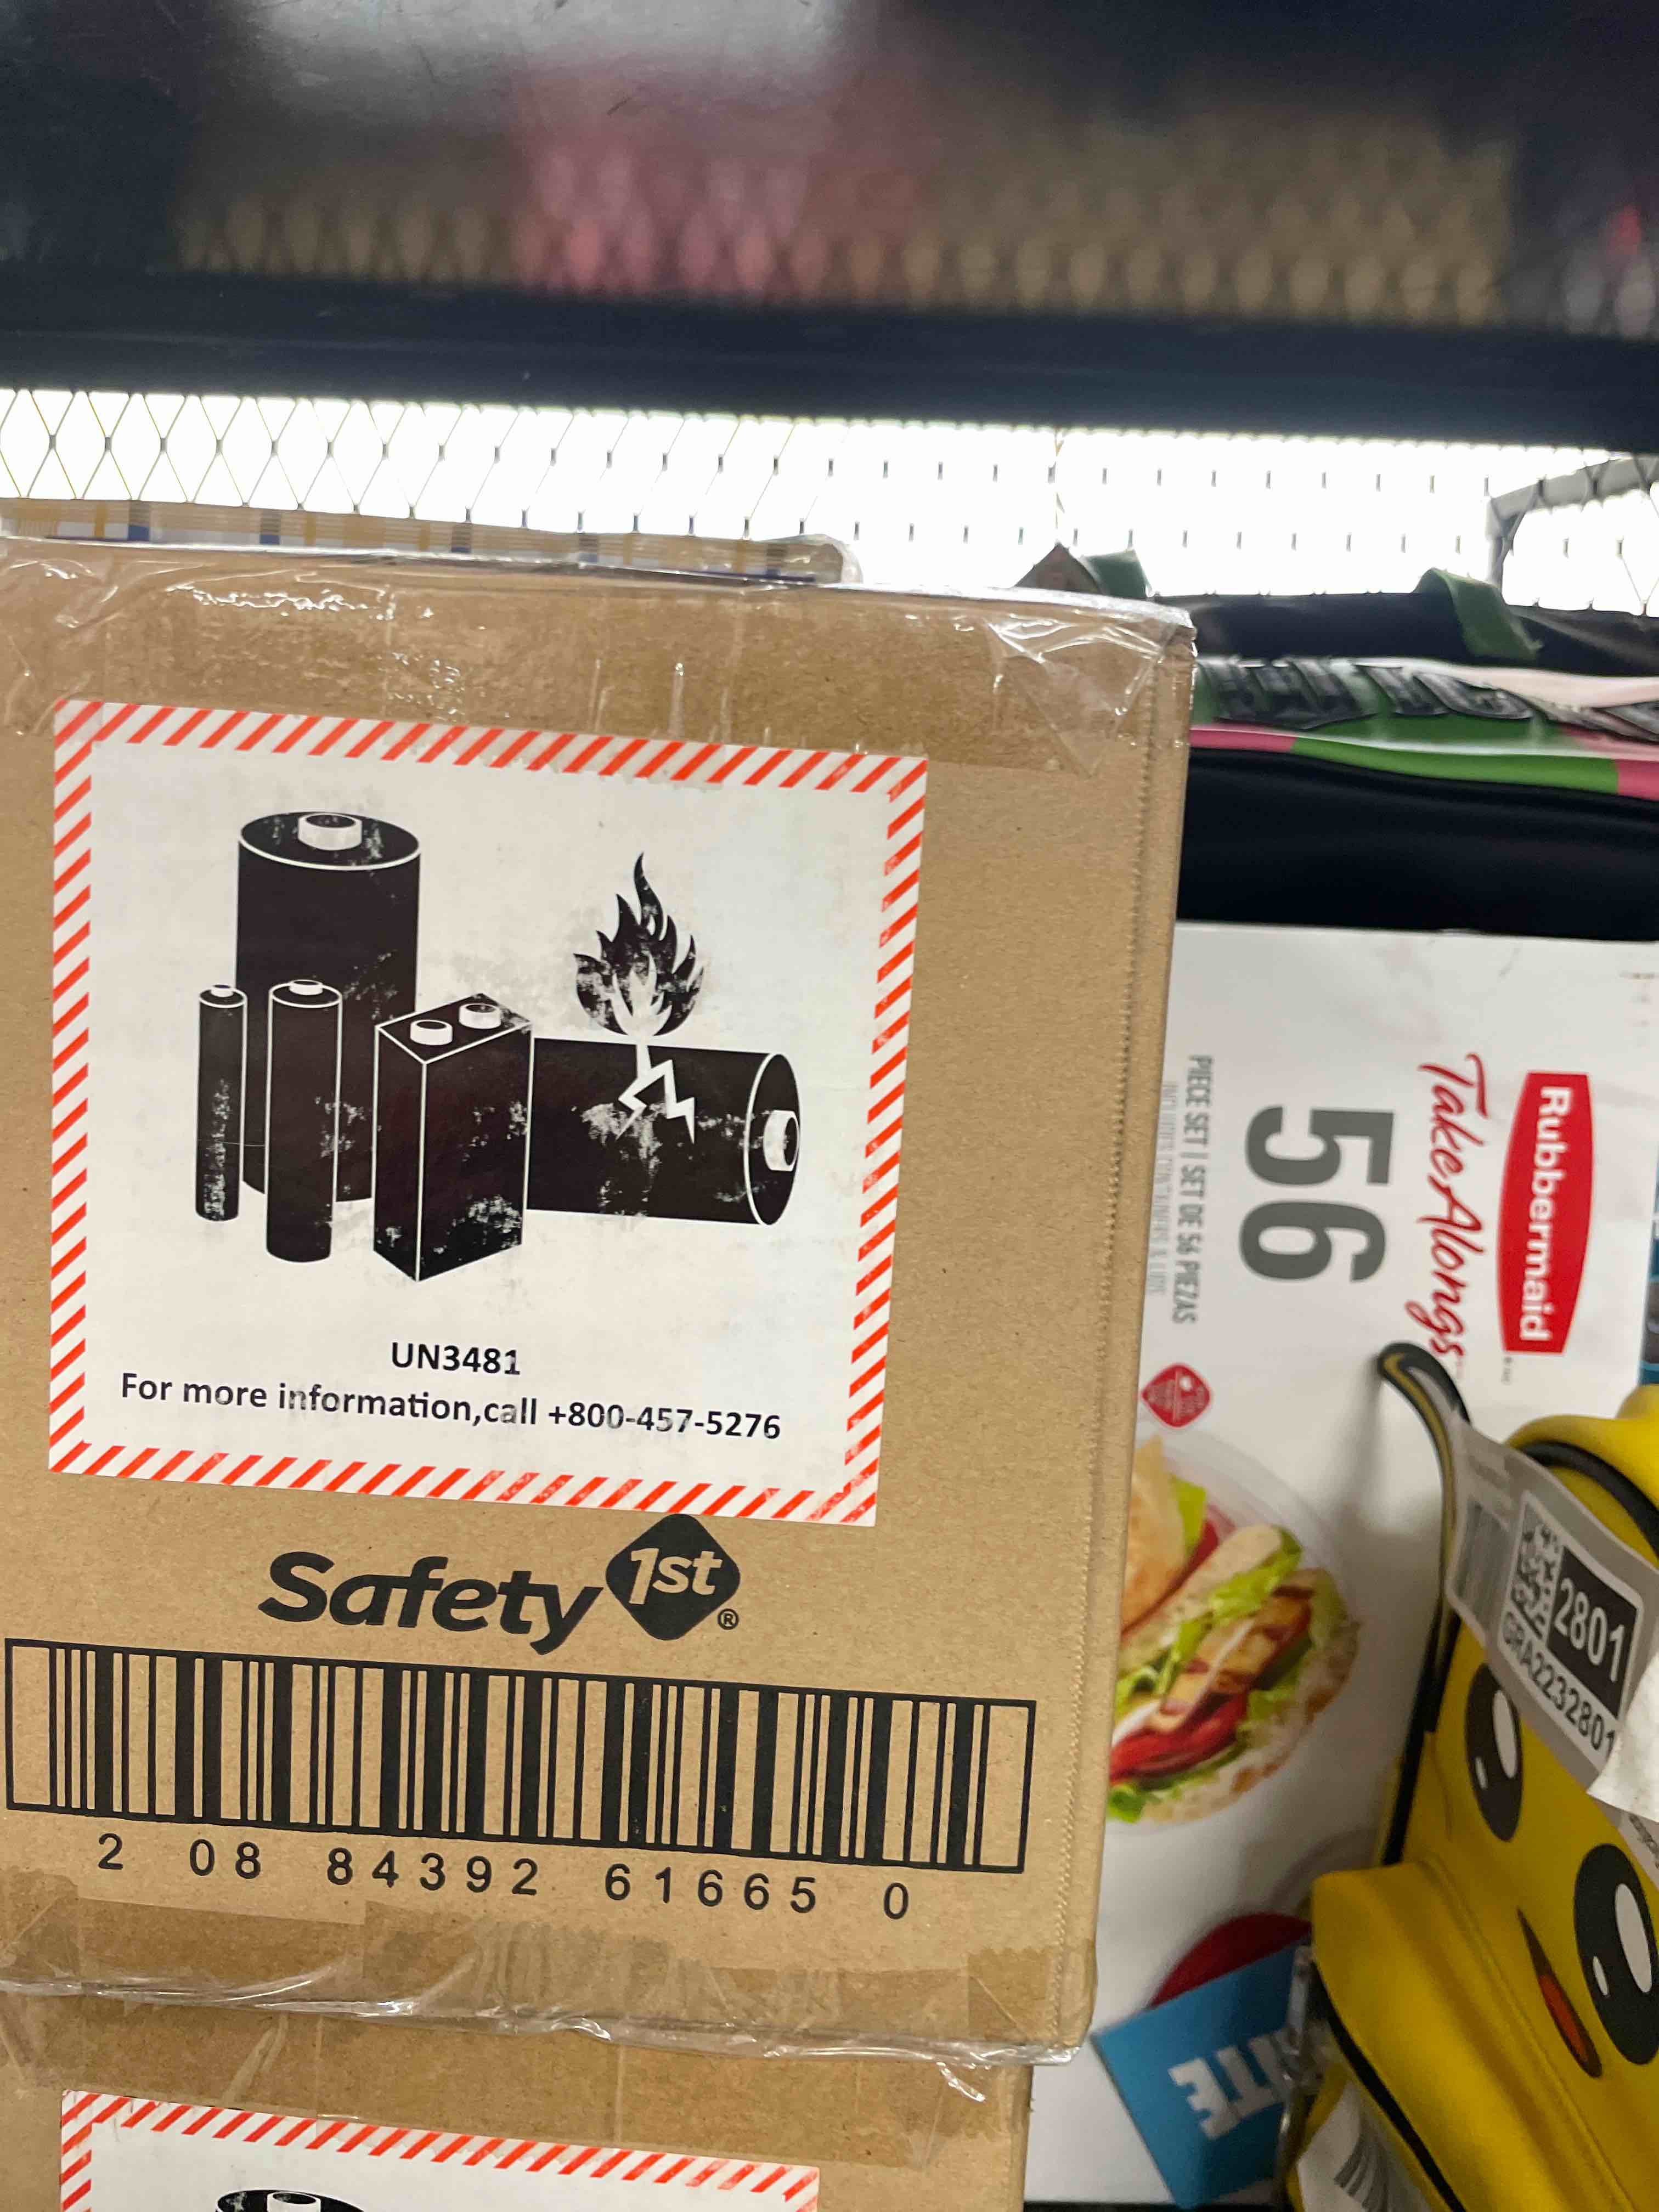 UN3481
For more information,call +800-457-5276
Safety 1st®
2 08 84392 61665 0
Rubbermaid
TakeAlongs
56
PIECE SET | SET DE 56 PIEZAS
2801
GRA2232801